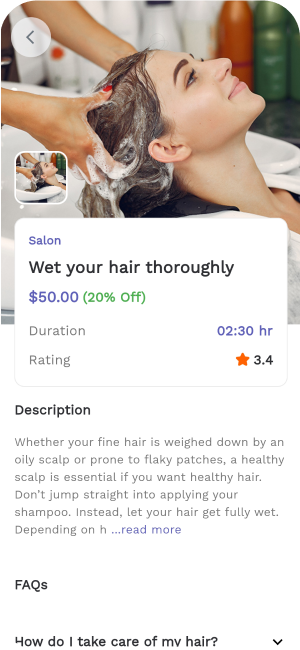 Salon
Wet your hair thoroughly
$50.00 (20% Off)
Duration 02:30 hr
Rating 3.4
Description
Whether your fine hair is weighed down by an
oily scalp or prone to flaky patches, a healthy
scalp is essential if you want healthy hair.
Don't jump straight into applying your
shampoo. Instead, let your hair get fully wet.
Depending on h ...read more
FAQs
How do I take care of my hair?